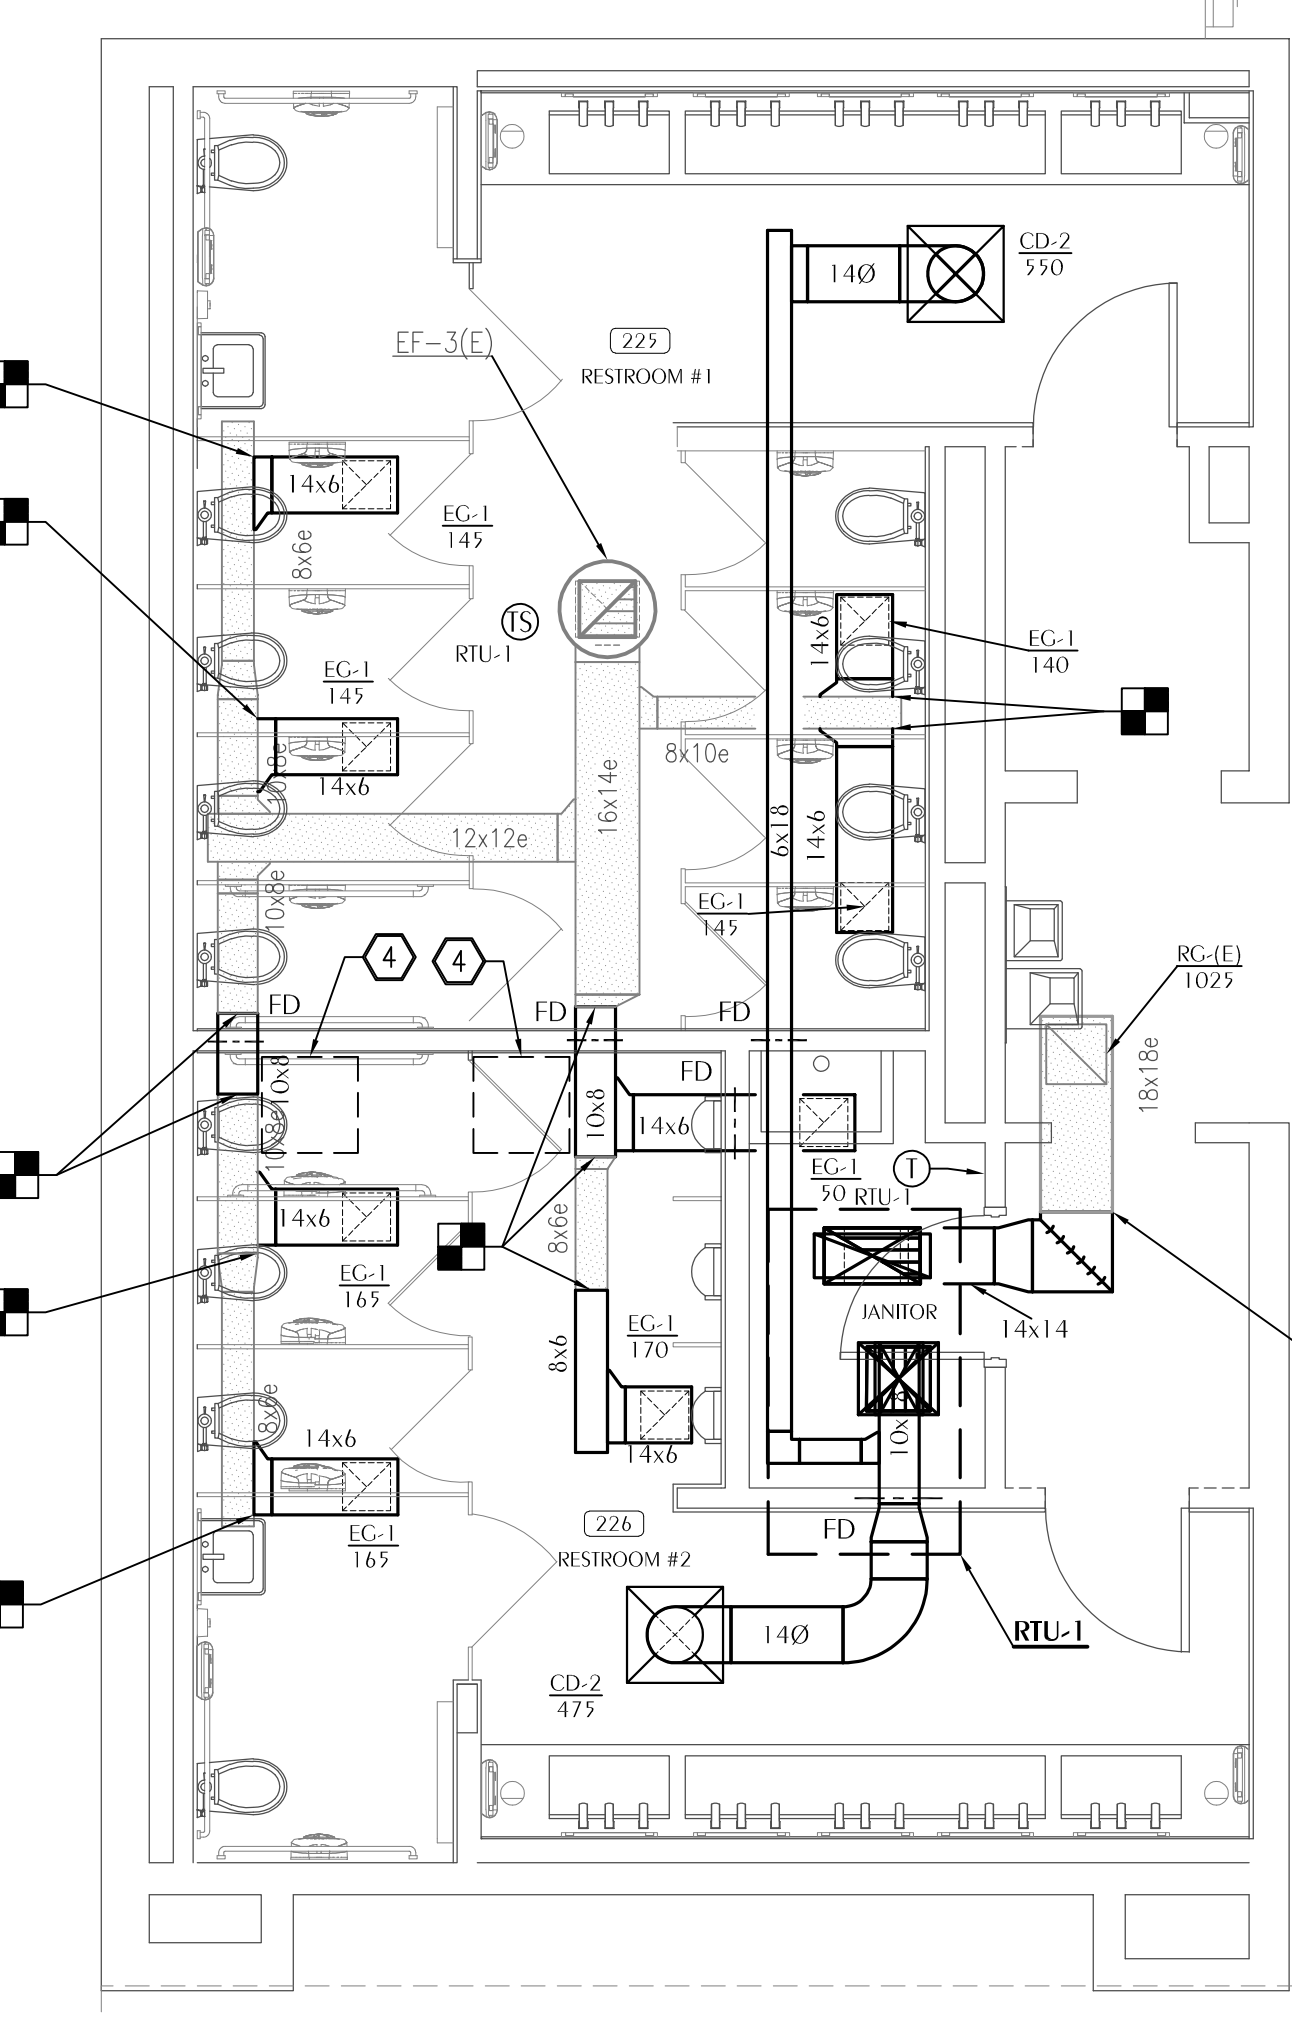 CD-2
550
14Ø
225
RESTROOM #1
EF-3(E)
14x6
EG-1
145
8x6e
TS
RTU-1
14x6
EG-1
140
EG-1
145
8x10e
10x8e
14x6
16x14e
6x18
14x6
12x12e
10x8e
EG-1
145
4
4
RG-(E)
1025
FD
FD
FD
18x18e
10x8
FD
10x8
14x6
10x8e
EG-1
50
T
RTU-1
14x6
8x6e
EG-1
165
JANITOR
14x14
EG-1
170
8x6
8x6e
14x6
14x6
EG-1
165
226
RESTROOM #2
FD
14Ø
RTU-1
CD-2
475